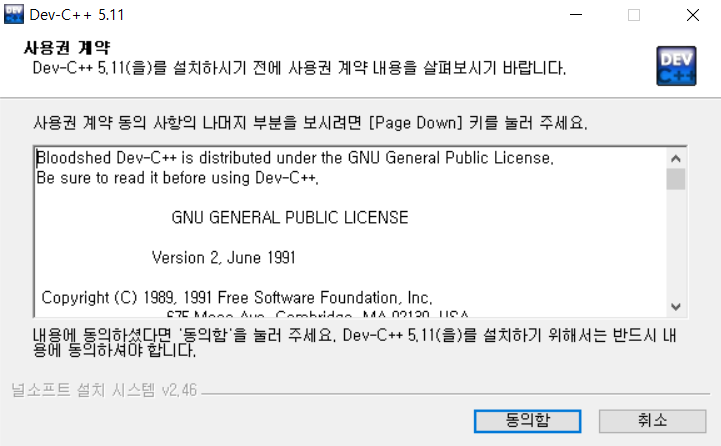 Dev-C++ 5.11
사용권 계약
Dev-C++ 5.11(을)를 설치하시기 전에 사용권 계약 내용을 살펴보시기 바랍니다.
DEV
C++
사용권 계약 동의 사항의 나머지 부분을 보시려면 [Page Down] 키를 눌러 주세요.
Bloodshed Dev-C++ is distributed under the GNU General Public License.
Be sure to read it before using Dev-C++.
GNU GENERAL PUBLIC LICENSE
Version 2, June 1991
Copyright (C) 1989, 1991 Free Software Foundation, Inc.
675 Mass Ave, Cambridge, MA 02139, USA
내용에 동의하셨다면 '동의함'을 눌러 주세요. Dev-C++ 5.11(을)를 설치하기 위해서는 반드시 내
용에 동의하셔야 합니다.
널소프트 설치 시스템 v2.46
동의함
취소